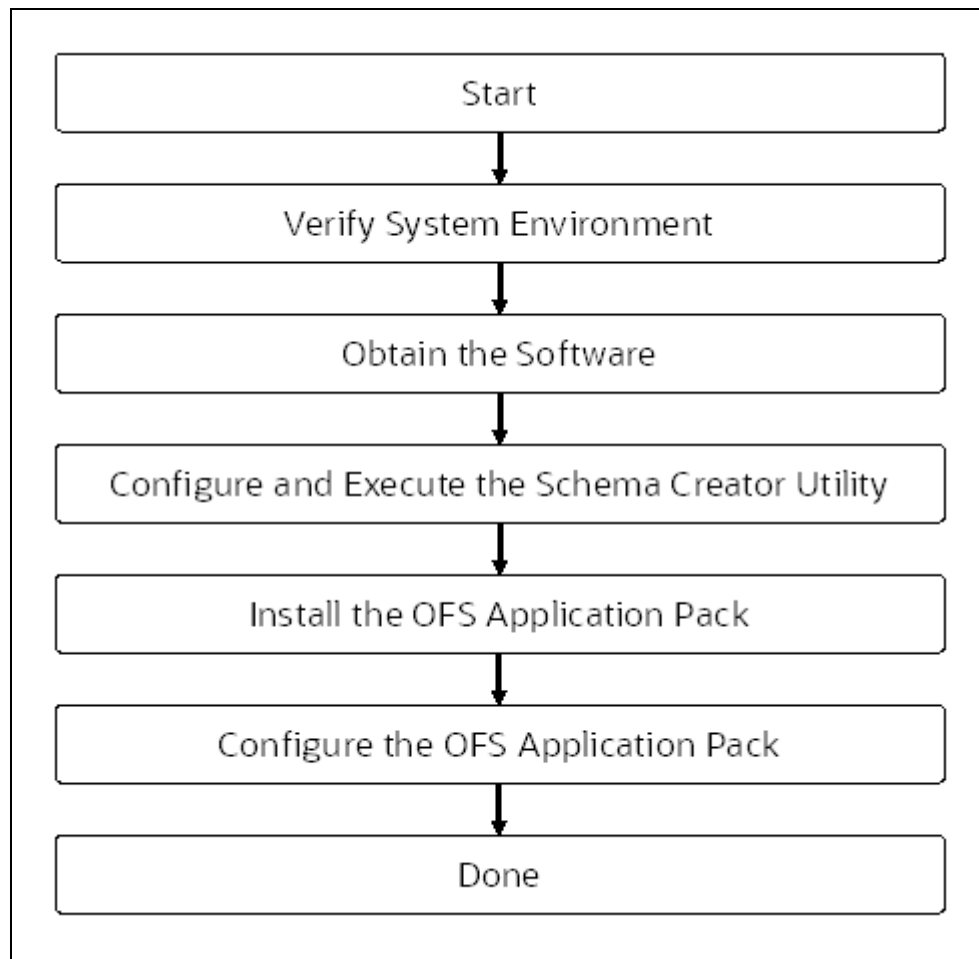 Start
Verify System Environment
Obtain the Software
Configure and Execute the Schema Creator Utility
Install the OFS Application Pack
Configure the OFS Application Pack
Done